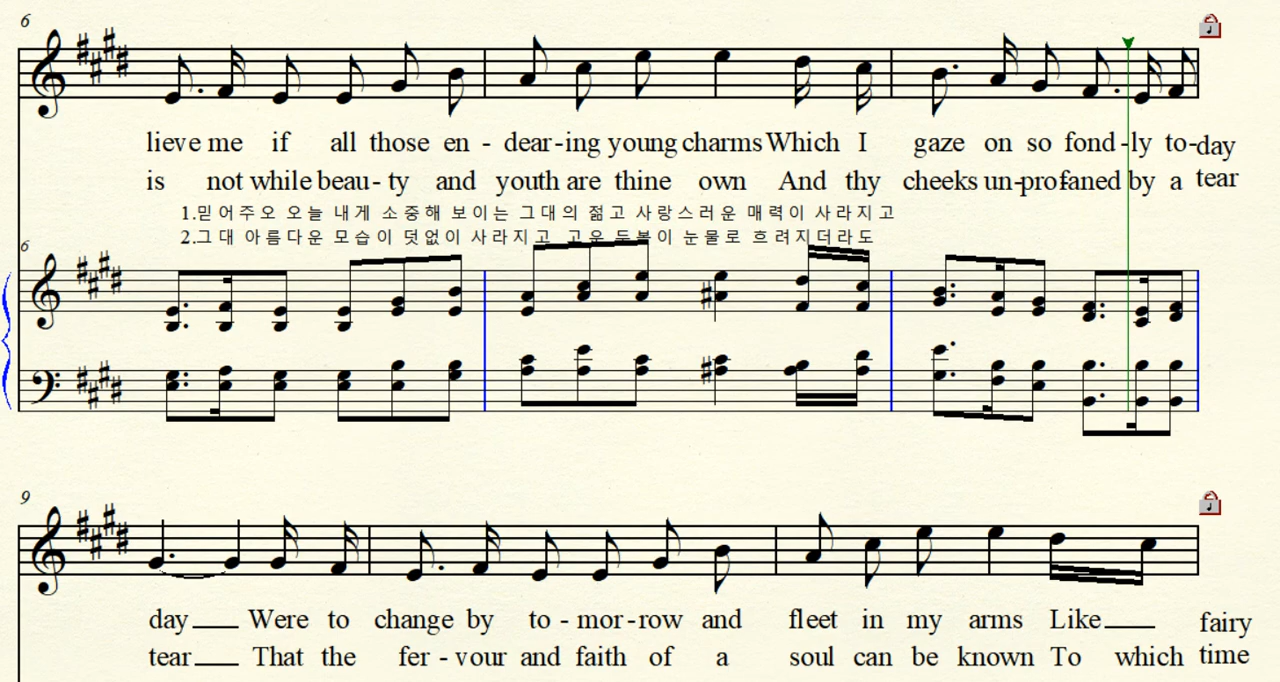 6
lieve me if all those en - dear-ing young charms Which I gaze on so fond-ly to-day
is not while beau-ty and youth are thine own And thy cheeks un-profaned by a tear
1.믿어주오 오늘 내게 소중해 보이는 그대의 젊고 사랑스러운 매력이 사라지고
2.그대 아름다운 모습이 덧없이 사라지고 고운 두볼이 눈물로 흐려지더라도
6
9
day Were to change by to - mor-row and fleet in my arms Like fairy
tear That the fer - vour and faith of a soul can be known To which time